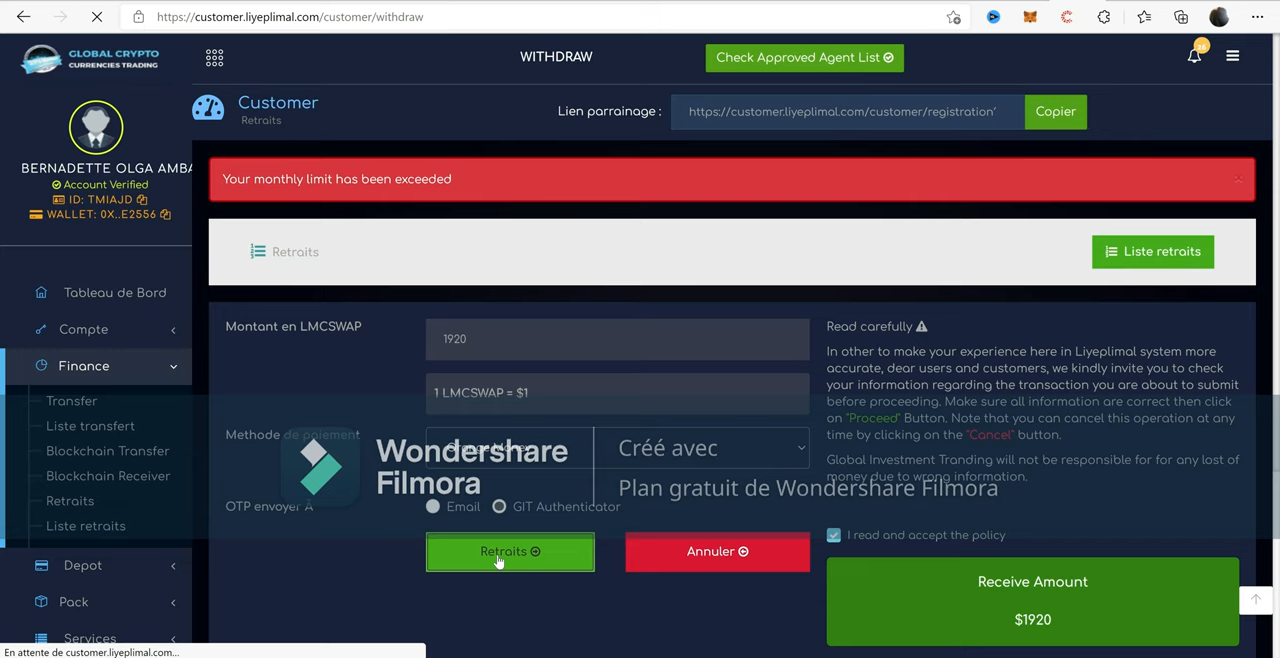 https://customer.liyeplimal.com/customer/withdraw
GLOBAL CRYPTO
CURRENCIES TRADING
WITHDRAW
Check Approved Agent List
26
BERNADETTE OLGA AMBA
Account Verified
ID: TMIAJD
WALLET: 0X..E2556
Customer
Retraits
Lien parrainage :
https://customer.liyeplimal.com/customer/registration'
Copier
Your monthly limit has been exceeded
×
Retraits
Liste retraits
Tableau de Bord
Compte
Finance
Transfer
Liste transfert
Blockchain Transfer
Blockchain Receiver
Retraits
Liste retraits
Depot
Pack
Services
Montant en LMCSWAP
1920
1 LMCSWAP = $1
Methode de paiement
Orange Money
OTP envoyer À
Email
GIT Authenticator
Retraits
Annuler
Read carefully
In other to make your experience here in Liyeplimal system more
accurate, dear users and customers, we kindly invite you to check
your information regarding the transaction you are about to submit
before proceeding. Make sure all information are correct then click
on "Proceed" Button. Note that you can cancel this operation at any
time by clicking on the "Cancel" button.
Global Investment Tranding will not be responsible for for any lost of
money due to wrong information.
I read and accept the policy
Receive Amount
$1920
Wondershare
Filmora
Créé avec
Plan gratuit de Wondershare Filmora
En attente de customer.liyeplimal.com...